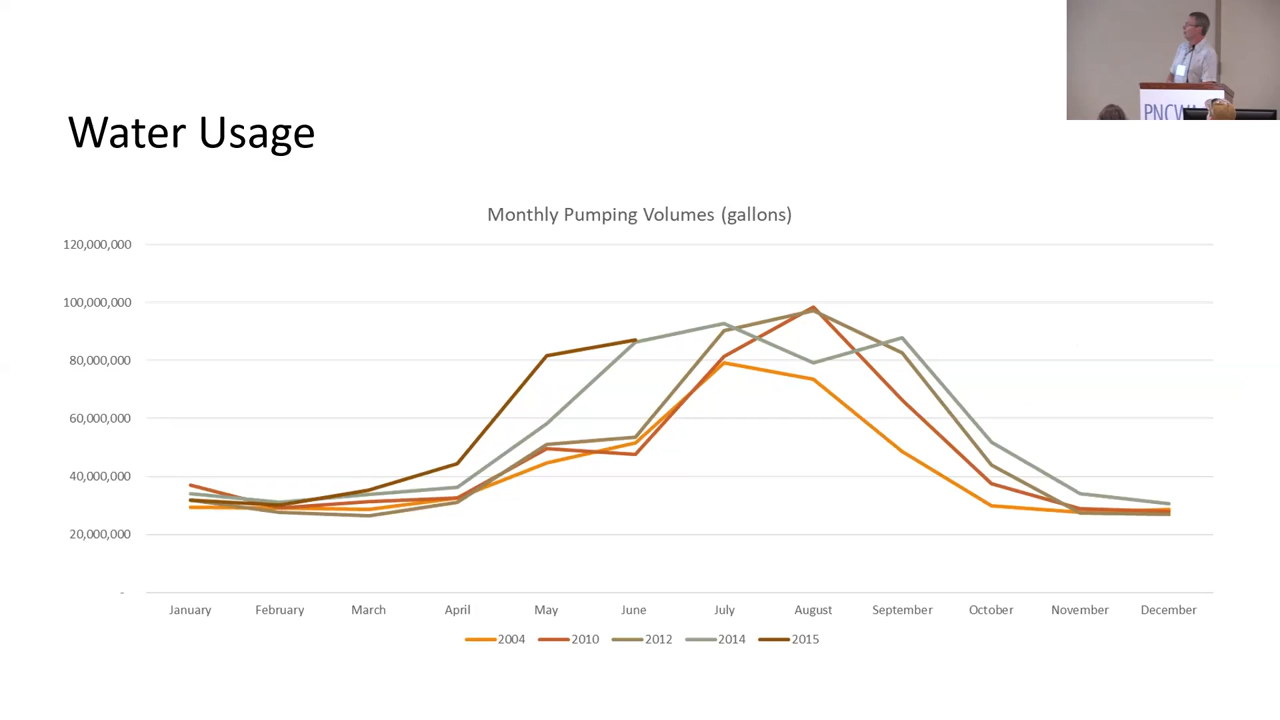 PNCWA
Water Usage
Monthly Pumping Volumes (gallons)
120,000,000
100,000,000
80,000,000
60,000,000
40,000,000
20,000,000
-
January February March April May June July August September October November December
2004 2010 2012 2014 2015